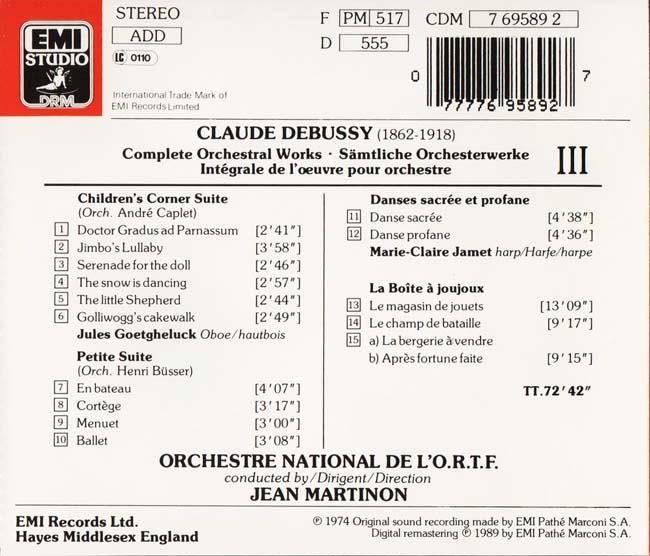 EMI
STUDIO
DRM
STEREO
ADD
LC 0110
International Trade Mark of
EMI Records Limited
F PM 517 CDM 7 69589 2
D 555
0 77776 95892 7
CLAUDE DEBUSSY (1862-1918)
Complete Orchestral Works · Sämtliche Orchesterwerke
Intégrale de l'œuvre pour orchestre
III
Children's Corner Suite
(Orch. André Caplet)
1 Doctor Gradus ad Parnassum [2'41"]
2 Jimbo's Lullaby [3'58"]
3 Serenade for the doll [2'46"]
4 The snow is dancing [2'57"]
5 The little Shepherd [2'44"]
6 Golliwogg's cakewalk [2'49"]
Jules Goetgheluck Oboe/hautbois
Petite Suite
(Orch. Henri Büsser)
7 En bateau [4'07"]
8 Cortège [3'17"]
9 Menuet [3'00"]
10 Ballet [3'08"]
Danses sacrée et profane
11 Danse sacrée [4'38"]
12 Danse profane [4'36"]
Marie-Claire Jamet harp/Harfe/harpe
La Boîte à joujoux
13 Le magasin de jouets [13'09"]
14 Le champ de bataille [9'17"]
15 a) La bergerie à vendre
b) Après fortune faite [9'15"]
TT.72'42"
ORCHESTRE NATIONAL DE L'O.R.T.F.
conducted by/Dirigent/Direction
JEAN MARTINON
EMI Records Ltd.
Hayes Middlesex England
℗ 1974 Original sound recording made by EMI Pathé Marconi S.A.
Digital remastering ℗ 1989 by EMI Pathé Marconi S.A.